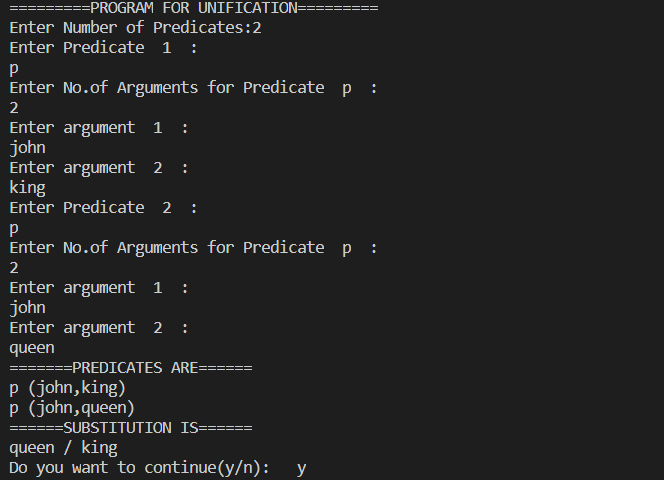 =========PROGRAM FOR UNIFICATION=========
Enter Number of Predicates:2
Enter Predicate  1  :
p
Enter No.of Arguments for Predicate  p  :
2
Enter argument  1  :
john
Enter argument  2  :
king
Enter Predicate  2  :
p
Enter No.of Arguments for Predicate  p  :
2
Enter argument  1  :
john
Enter argument  2  :
queen
=======PREDICATES ARE======
p (john,king)
p (john,queen)
======SUBSTITUTION IS======
queen / king
Do you want to continue(y/n):   y